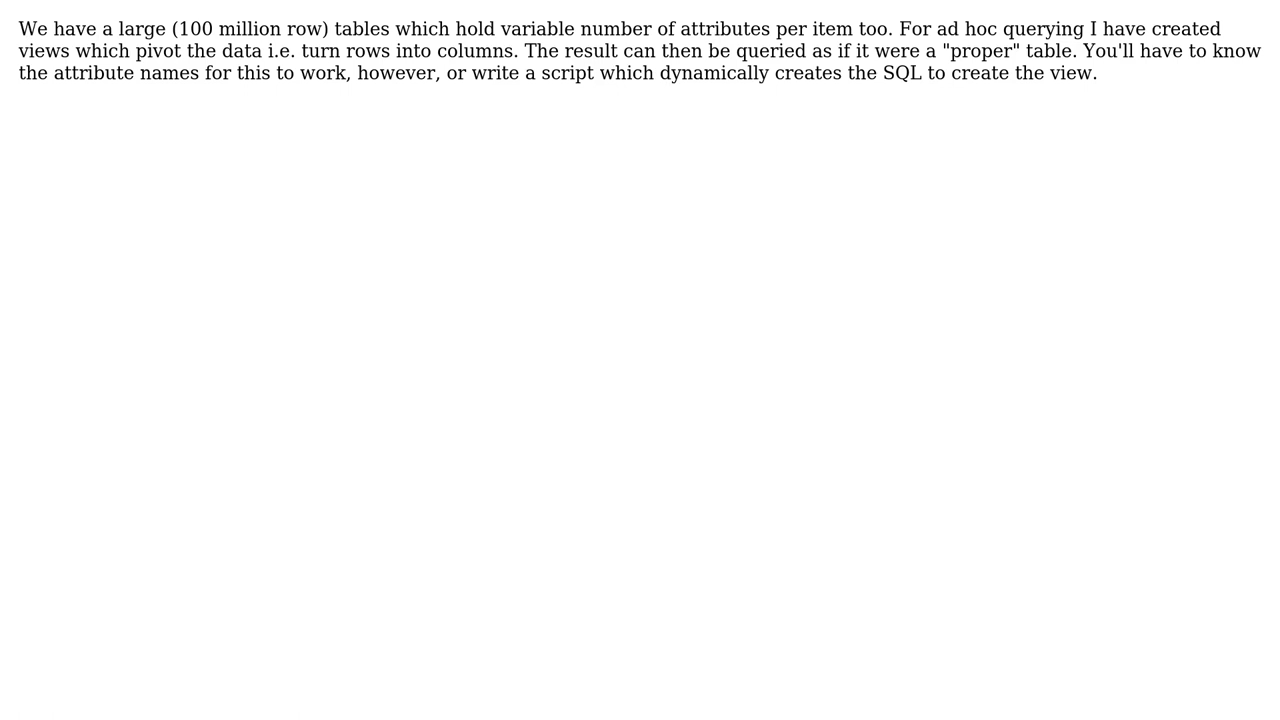 We have a large (100 million row) tables which hold variable number of attributes per item too. For ad hoc querying I have created
views which pivot the data i.e. turn rows into columns. The result can then be queried as if it were a "proper" table. You'll have to know
the attribute names for this to work, however, or write a script which dynamically creates the SQL to create the view.